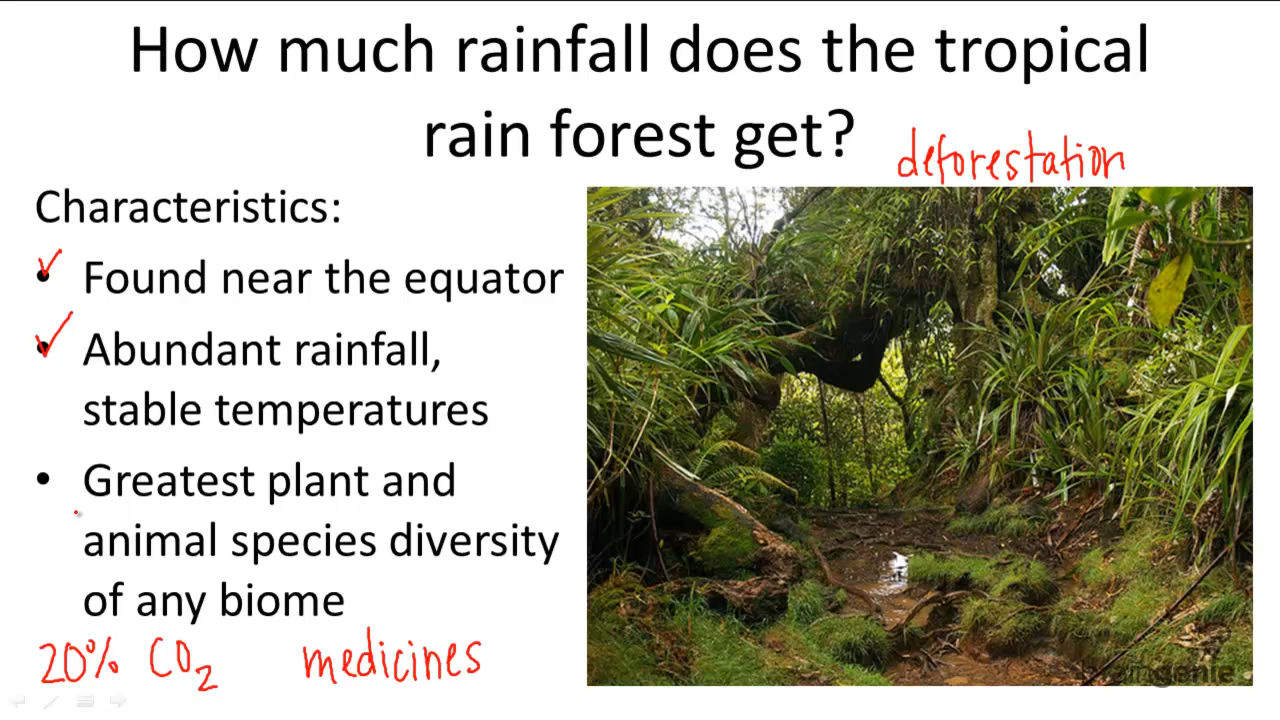 How much rainfall does the tropical
rain forest get?
deforestation
Characteristics:
• Found near the equator
• Abundant rainfall,
stable temperatures
• Greatest plant and
animal species diversity
of any biome
20% CO₂ medicines
braingenie